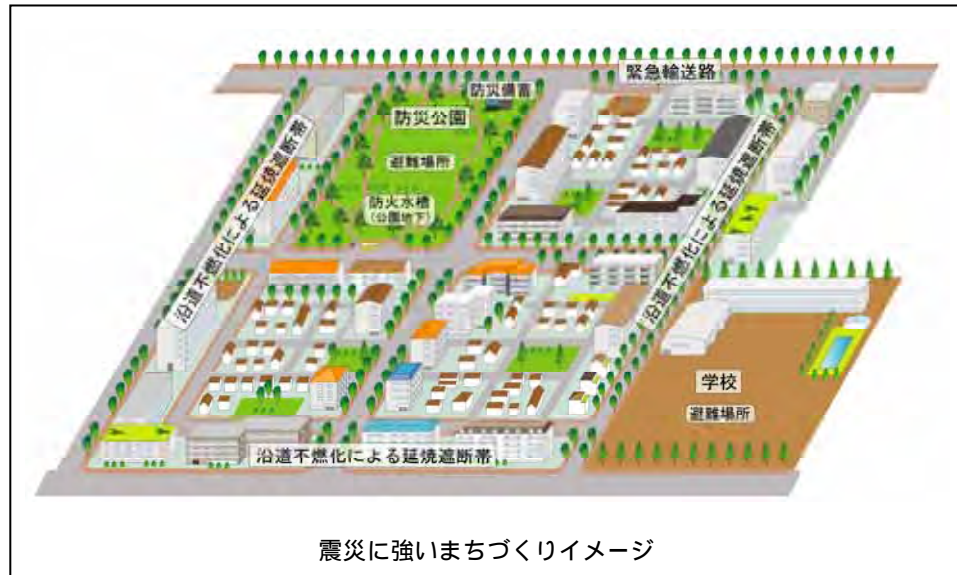 緊急輸送路
防災備蓄
防災公園
避難場所
防火水槽
(公園地下)
沿道不燃化による延焼遮断帯
沿道不燃化による延焼遮断帯
学校
避難場所
沿道不燃化による延焼遮断帯
震災に強いまちづくりイメージ